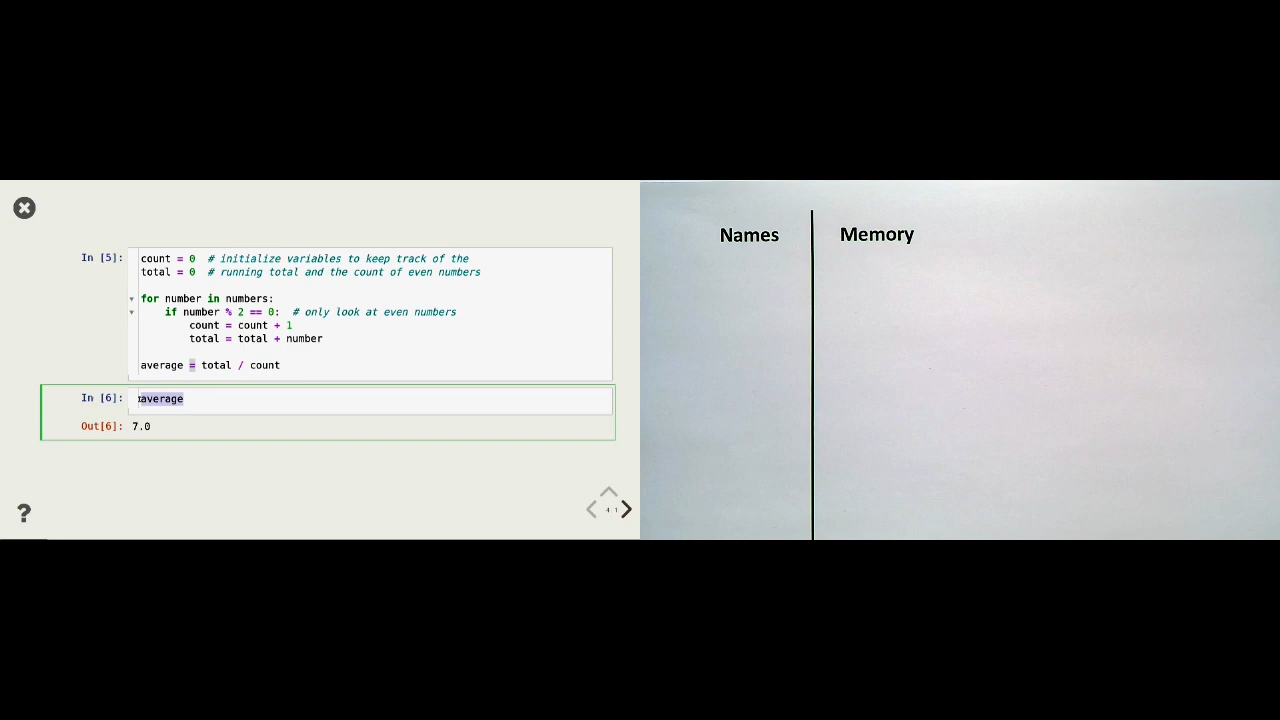 In [5]:
count = 0  # initialize variables to keep track of the
total = 0  # running total and the count of even numbers
for number in numbers:
    if number % 2 == 0:  # only look at even numbers
        count = count + 1
        total = total + number
average = total / count
In [6]:
average
Out[6]:
7.0
?
4.1
Names
Memory